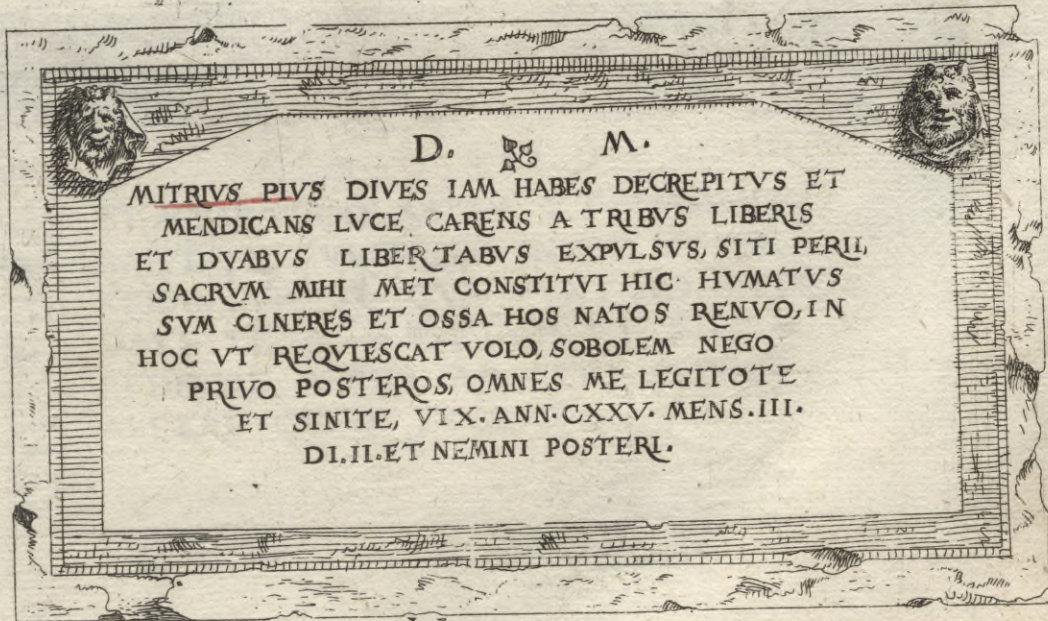 D. M.
MITRIVS PIVS DIVES IAM HABES DECREPITVS ET
MENDICANS LVCE CARENS A TRIBVS LIBERIS
ET DVABVS LIBERTABVS EXPVLSVS, SITI PERII,
SACRVM MIHI MET CONSTITVI HIC HVMATVS
SVM CINERES ET OSSA HOS NATOS RENVO, IN
HOC VT REQVIESCAT VOLO, SOBOLEM NEGO
PRIVO POSTEROS, OMNES ME LEGITOTE
ET SINITE, VIX. ANN. CXXV. MENS. III.
DI. II. ET NEMINI POSTERI.